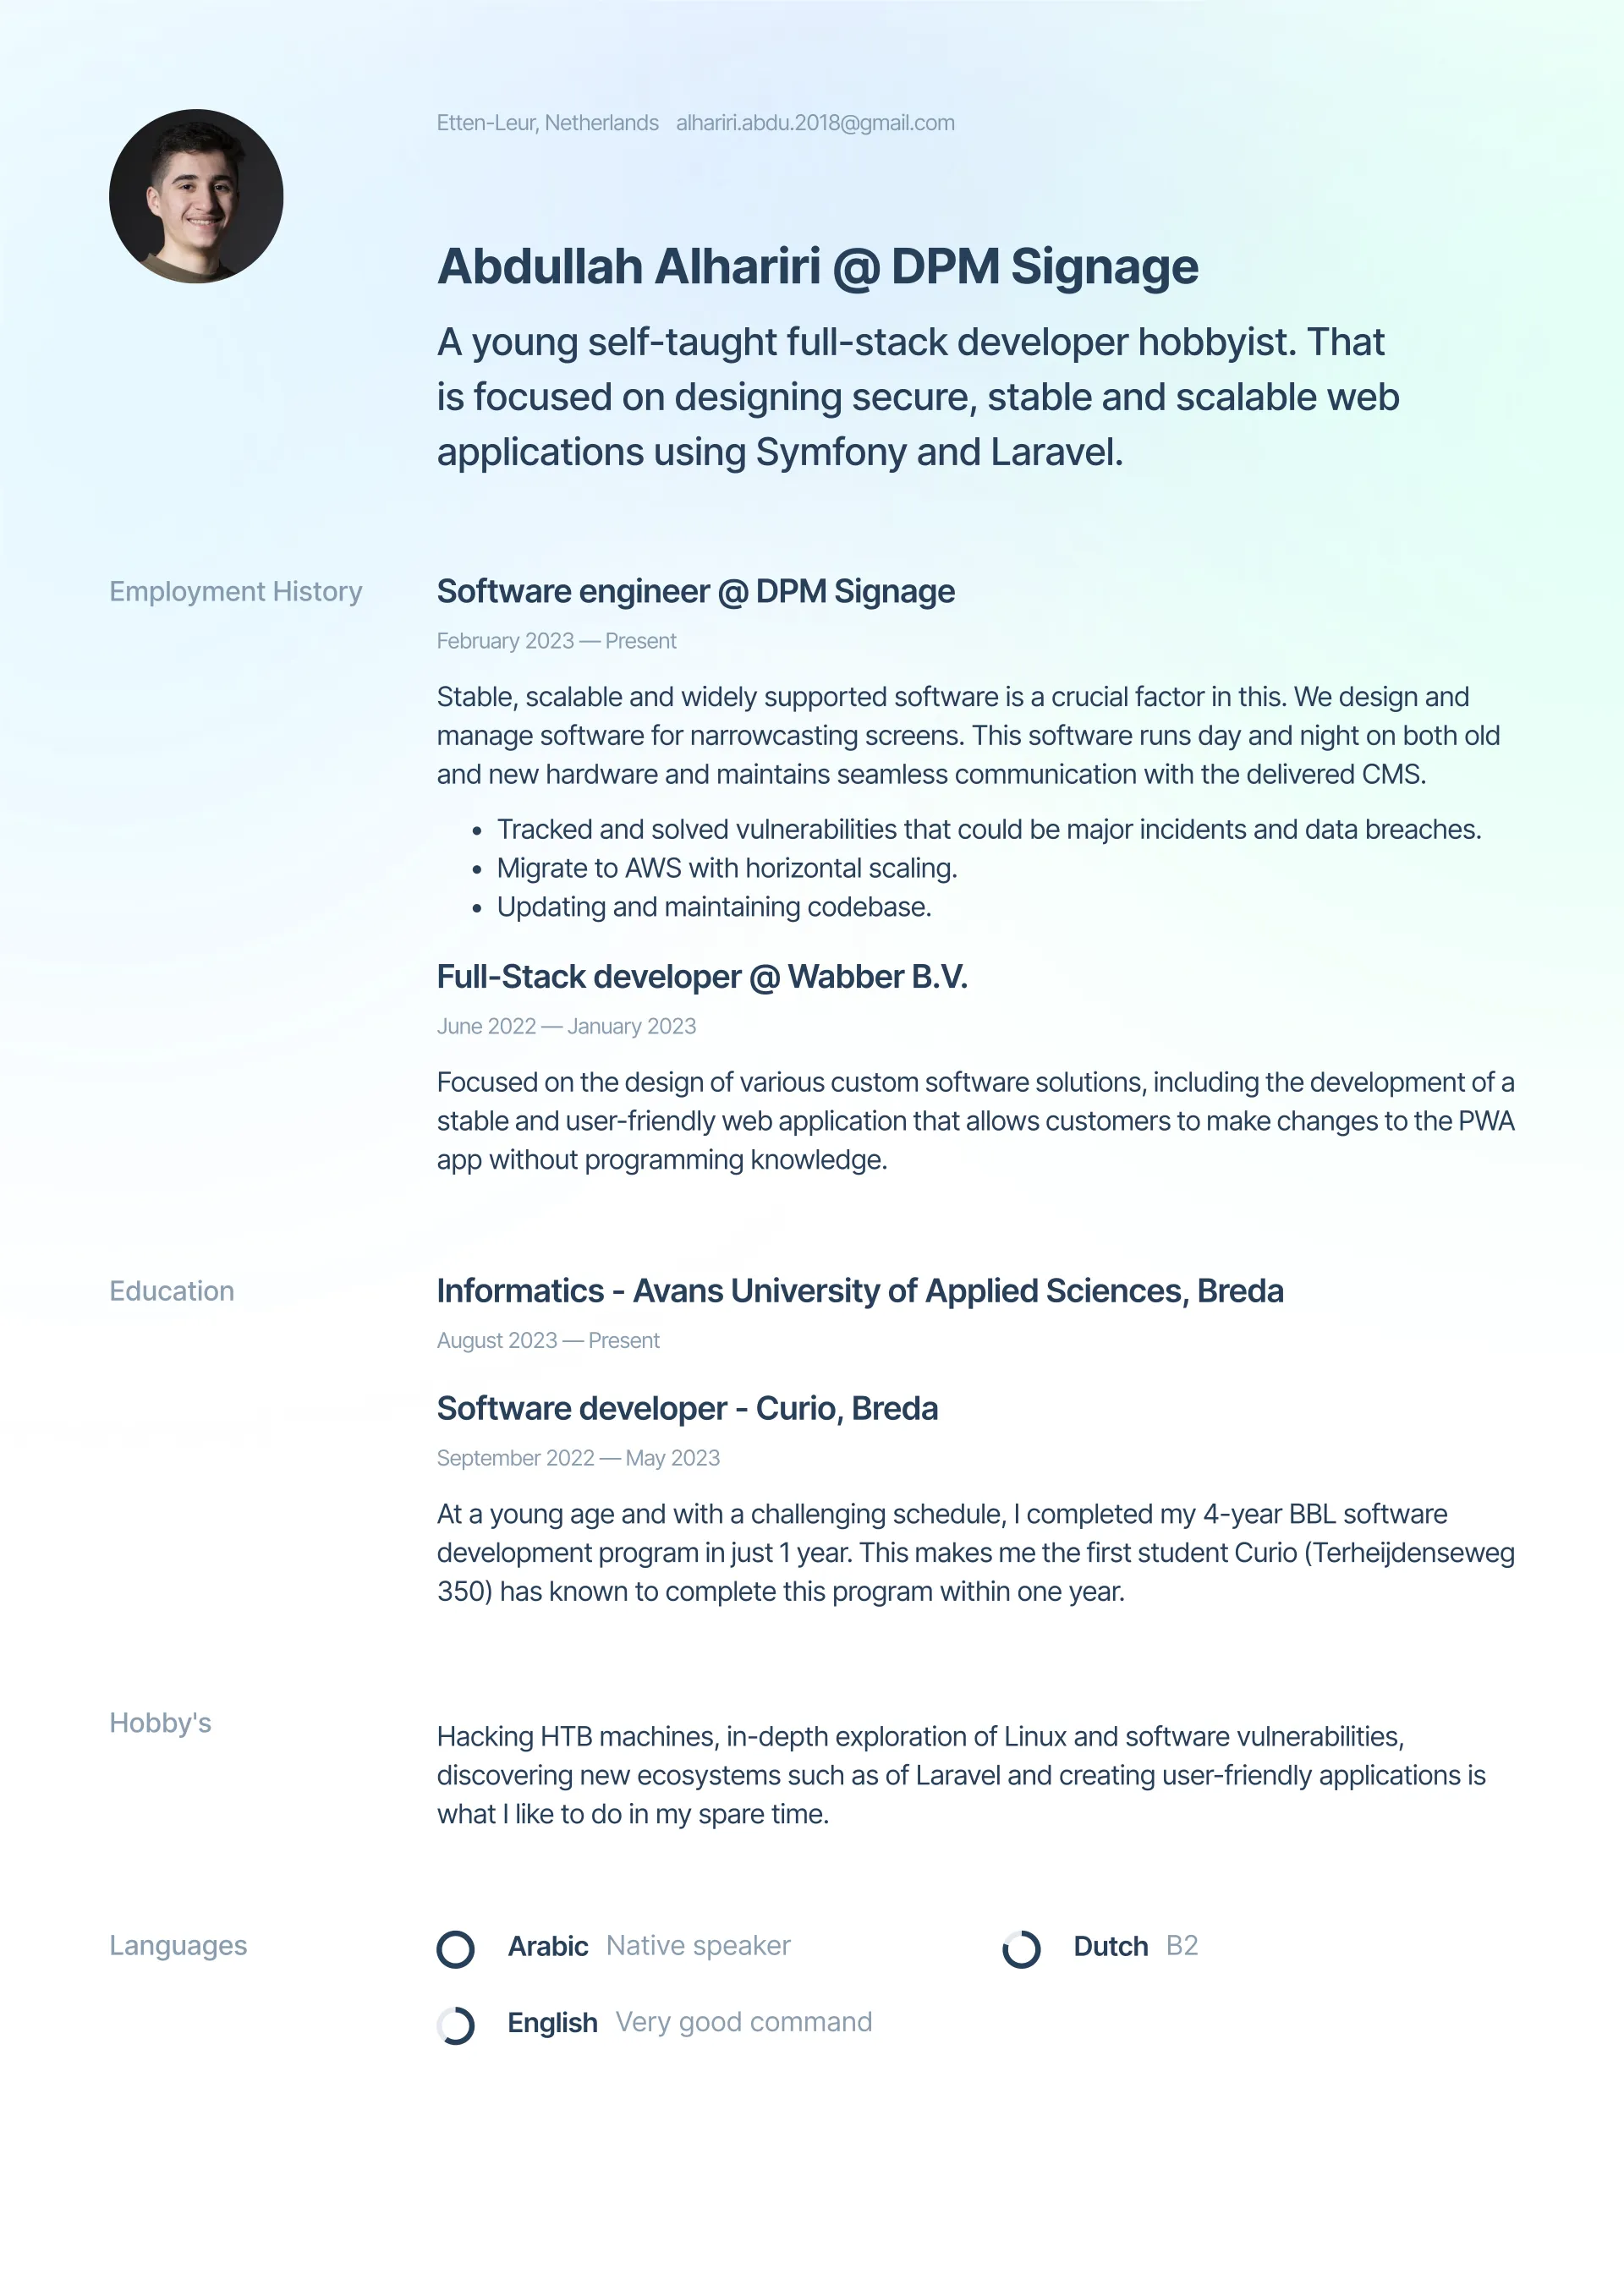 Etten-Leur, Netherlands alhariri.abdu.2018@gmail.com
Abdullah Alhariri @ DPM Signage
A young self-taught full-stack developer hobbyist. That
is focused on designing secure, stable and scalable web
applications using Symfony and Laravel.
Employment History
Software engineer @ DPM Signage
February 2023 — Present
Stable, scalable and widely supported software is a crucial factor in this. We design and
manage software for narrowcasting screens. This software runs day and night on both old
and new hardware and maintains seamless communication with the delivered CMS.
• Tracked and solved vulnerabilities that could be major incidents and data breaches.
• Migrate to AWS with horizontal scaling.
• Updating and maintaining codebase.
Full-Stack developer @ Wabber B.V.
June 2022 — January 2023
Focused on the design of various custom software solutions, including the development of a
stable and user-friendly web application that allows customers to make changes to the PWA
app without programming knowledge.
Education
Informatics - Avans University of Applied Sciences, Breda
August 2023 — Present
Software developer - Curio, Breda
September 2022 — May 2023
At a young age and with a challenging schedule, I completed my 4-year BBL software
development program in just 1 year. This makes me the first student Curio (Terheijdenseweg
350) has known to complete this program within one year.
Hobby's
Hacking HTB machines, in-depth exploration of Linux and software vulnerabilities,
discovering new ecosystems such as of Laravel and creating user-friendly applications is
what I like to do in my spare time.
Languages
Arabic Native speaker
Dutch B2
English Very good command